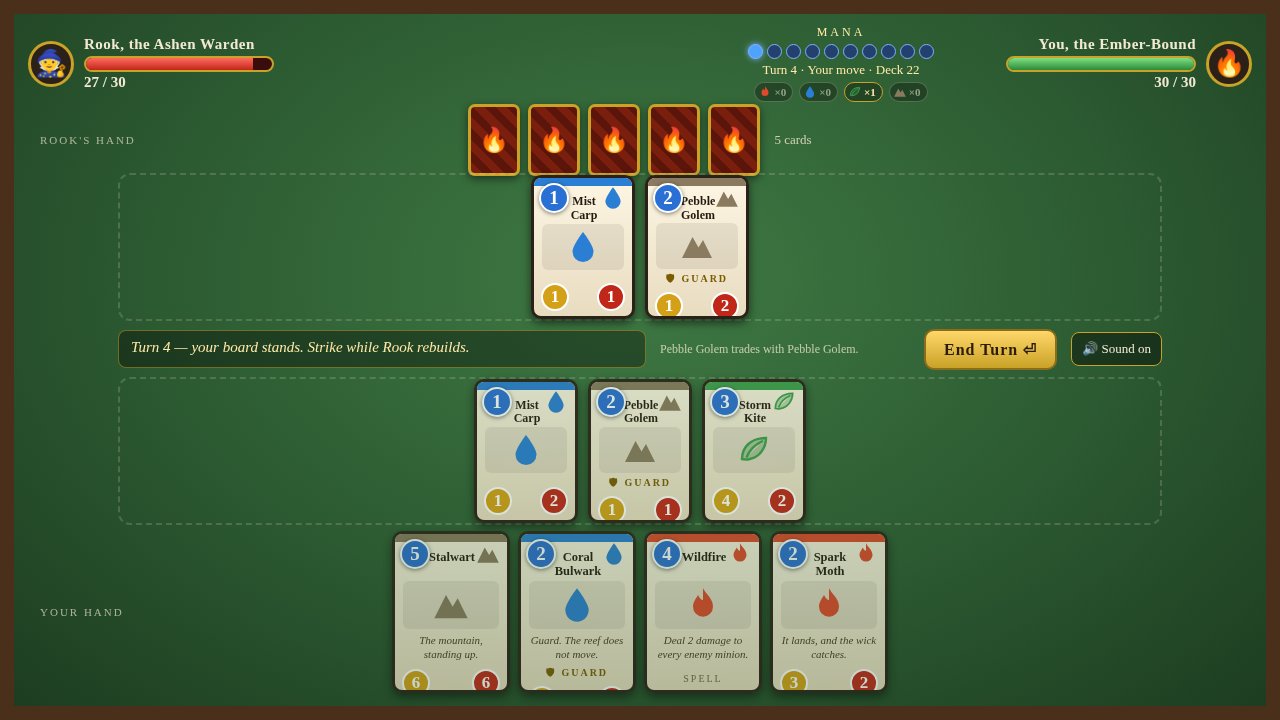 Rook, the Ashen Warden
27 / 30
MANA
Turn 4 · Your move · Deck 22
×0 ×0 ×1 ×0
You, the Ember-Bound
30 / 30
ROOK'S HAND
5 cards
1 Mist
Carp
1 1
2 Pebble
Golem
GUARD
1 2
Turn 4 — your board stands. Strike while Rook rebuilds.
Pebble Golem trades with Pebble Golem.
End Turn ⏎
Sound on
1 Mist
Carp
1 2
2 Pebble
Golem
GUARD
1 1
3 Storm
Kite
4 2
YOUR HAND
5 Stalwart
The mountain,
standing up.
6 6
2 Coral
Bulwark
Guard. The reef does
not move.
GUARD
4 Wildfire
Deal 2 damage to
every enemy minion.
SPELL
2 Spark
Moth
It lands, and the wick
catches.
3 2